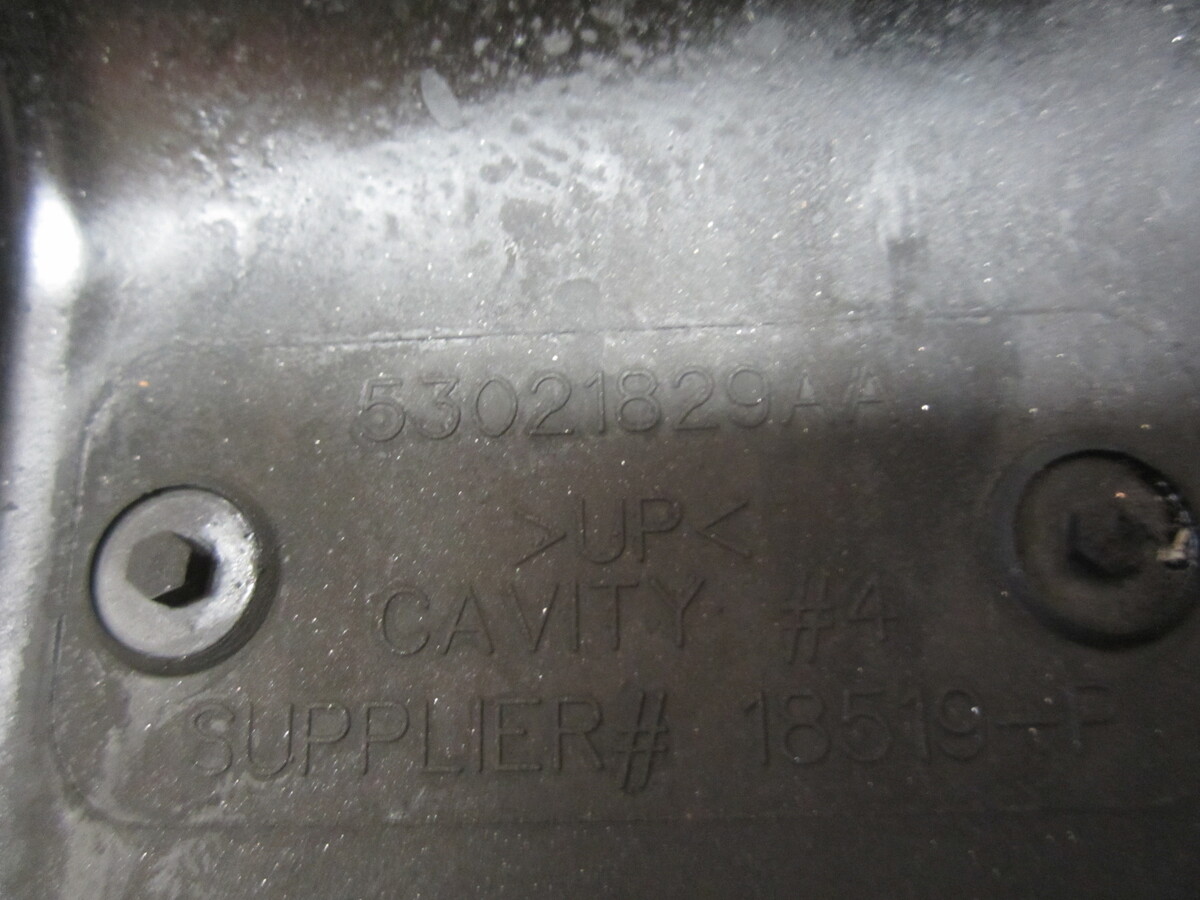 53021829AA
>UP<
CAVITY #4
SUPPLIER# 18519-F